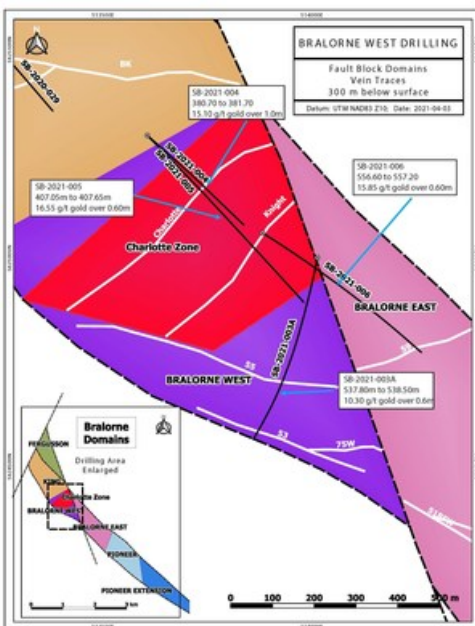 513500E
514000E
BRALORNE WEST DRILLING
Fault Block Domains
Vein Traces
300 m below surface
Datum: UTM NAD83 Z10; Date: 2021-04-03
N
BK
SB-2020-029
SB-2021-004
380.70 to 381.70
15.10 g/t gold over 1.0m
SB-2021-004
SB-2021-005
SB-2021-006
556.60 to 557.20
15.85 g/t gold over 0.60m
SB-2021-005
407.05m to 407.65m
16.55 g/t gold over 0.60m
Charlotte
Knight
Charlotte Zone
SB-2021-006
BRALORNE EAST
SB-2021-003A
55
BRALORNE WEST
SB-2021-003A
537.80m to 538.50m
10.30 g/t gold over 0.6m
53
75W
Bralorne
Domains
Drilling Area
Enlarged
FERGUSSON
KING
Charlotte Zone
BRALORNE WEST
BRALORNE EAST
PIONEER
PIONEER EXTENSION
0 100 200 300 400 500 m